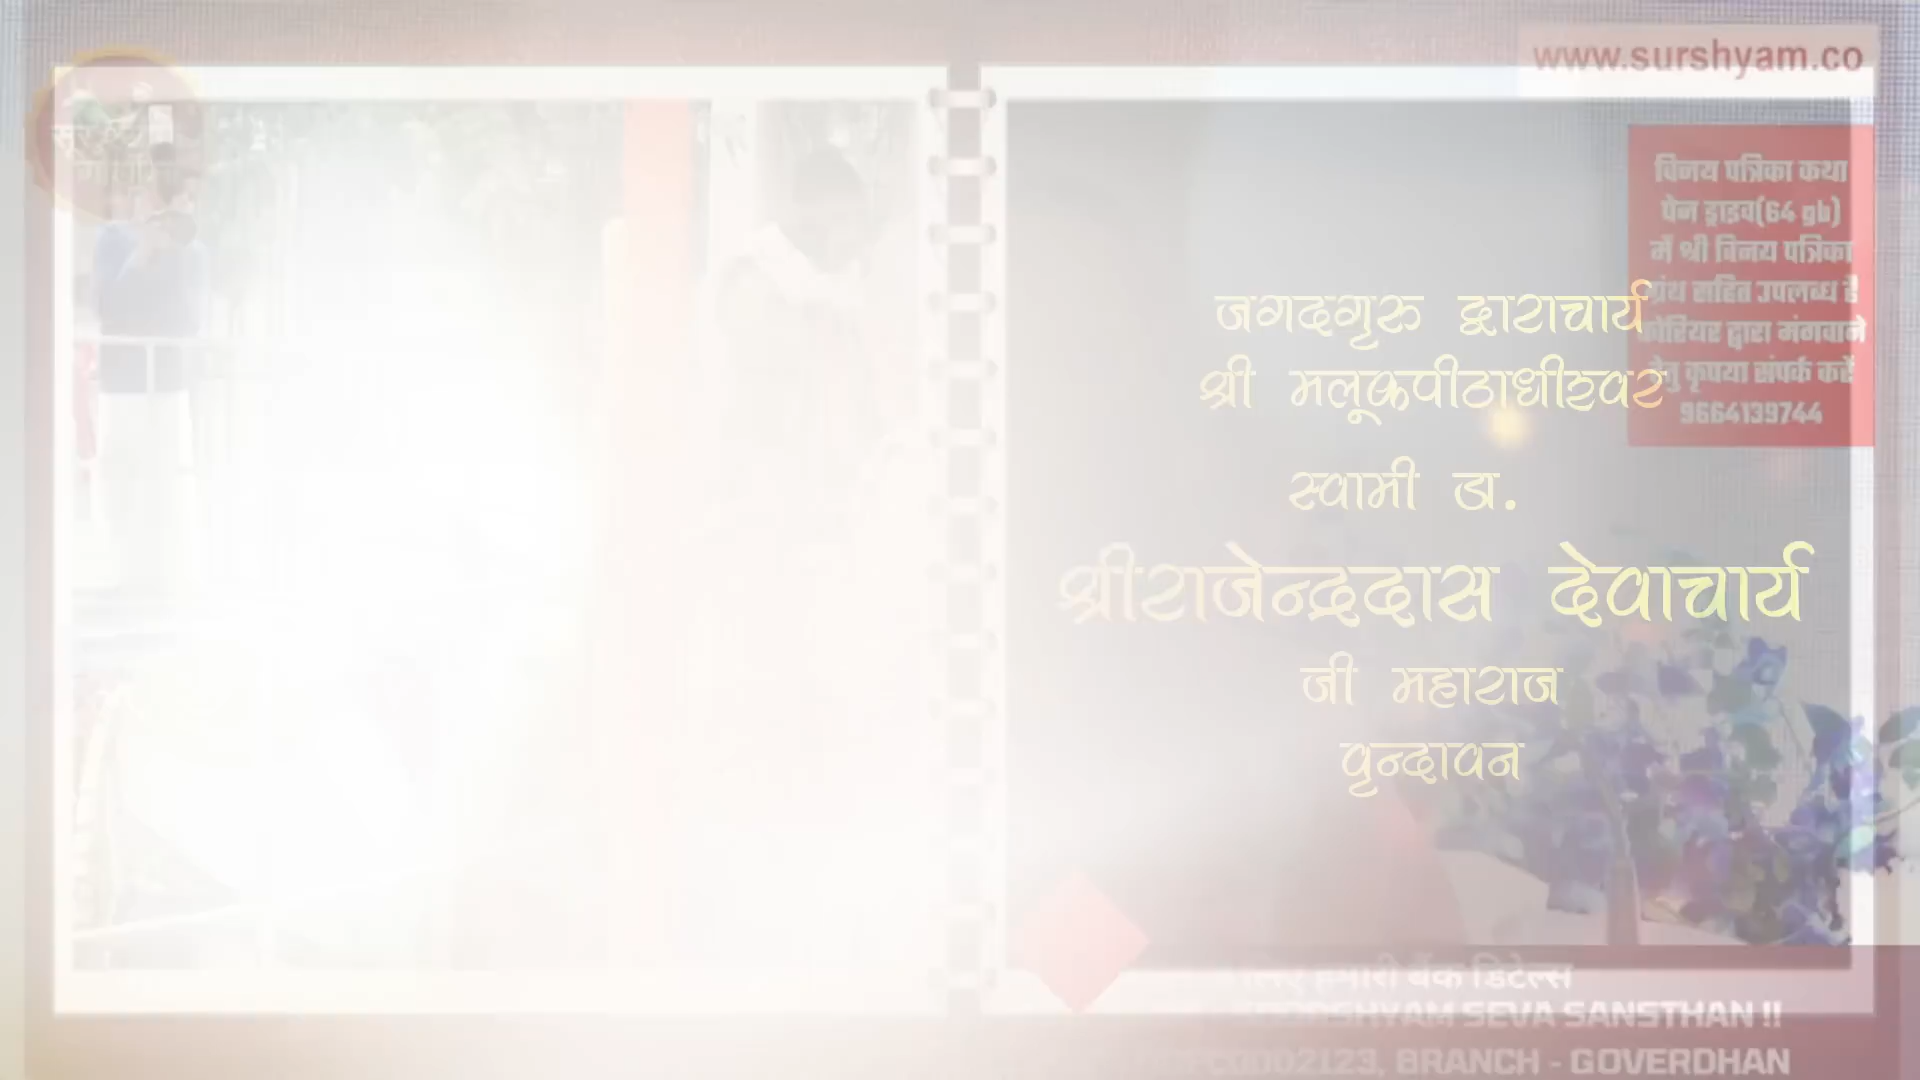 www.surshyam.co
विनय पत्रिका कथा
पेन ड्राइव(64 gb)
में श्री विनय पत्रिका
ग्रंथ सहित उपलब्ध है
कोरियर द्वारा मंगवाने
हेतु कृपया संपर्क करें
9664139744
जगदगुरु द्वाराचार्य
श्री मलूकपीठाधीश्वर
स्वामी डा.
श्रीराजेन्द्रदास देवाचार्य
जी महाराज
वृन्दावन
लिए हमारी बैंक डिटेल्स
SEVA SANSTHAN !!
BRANCH - GOVERDHAN